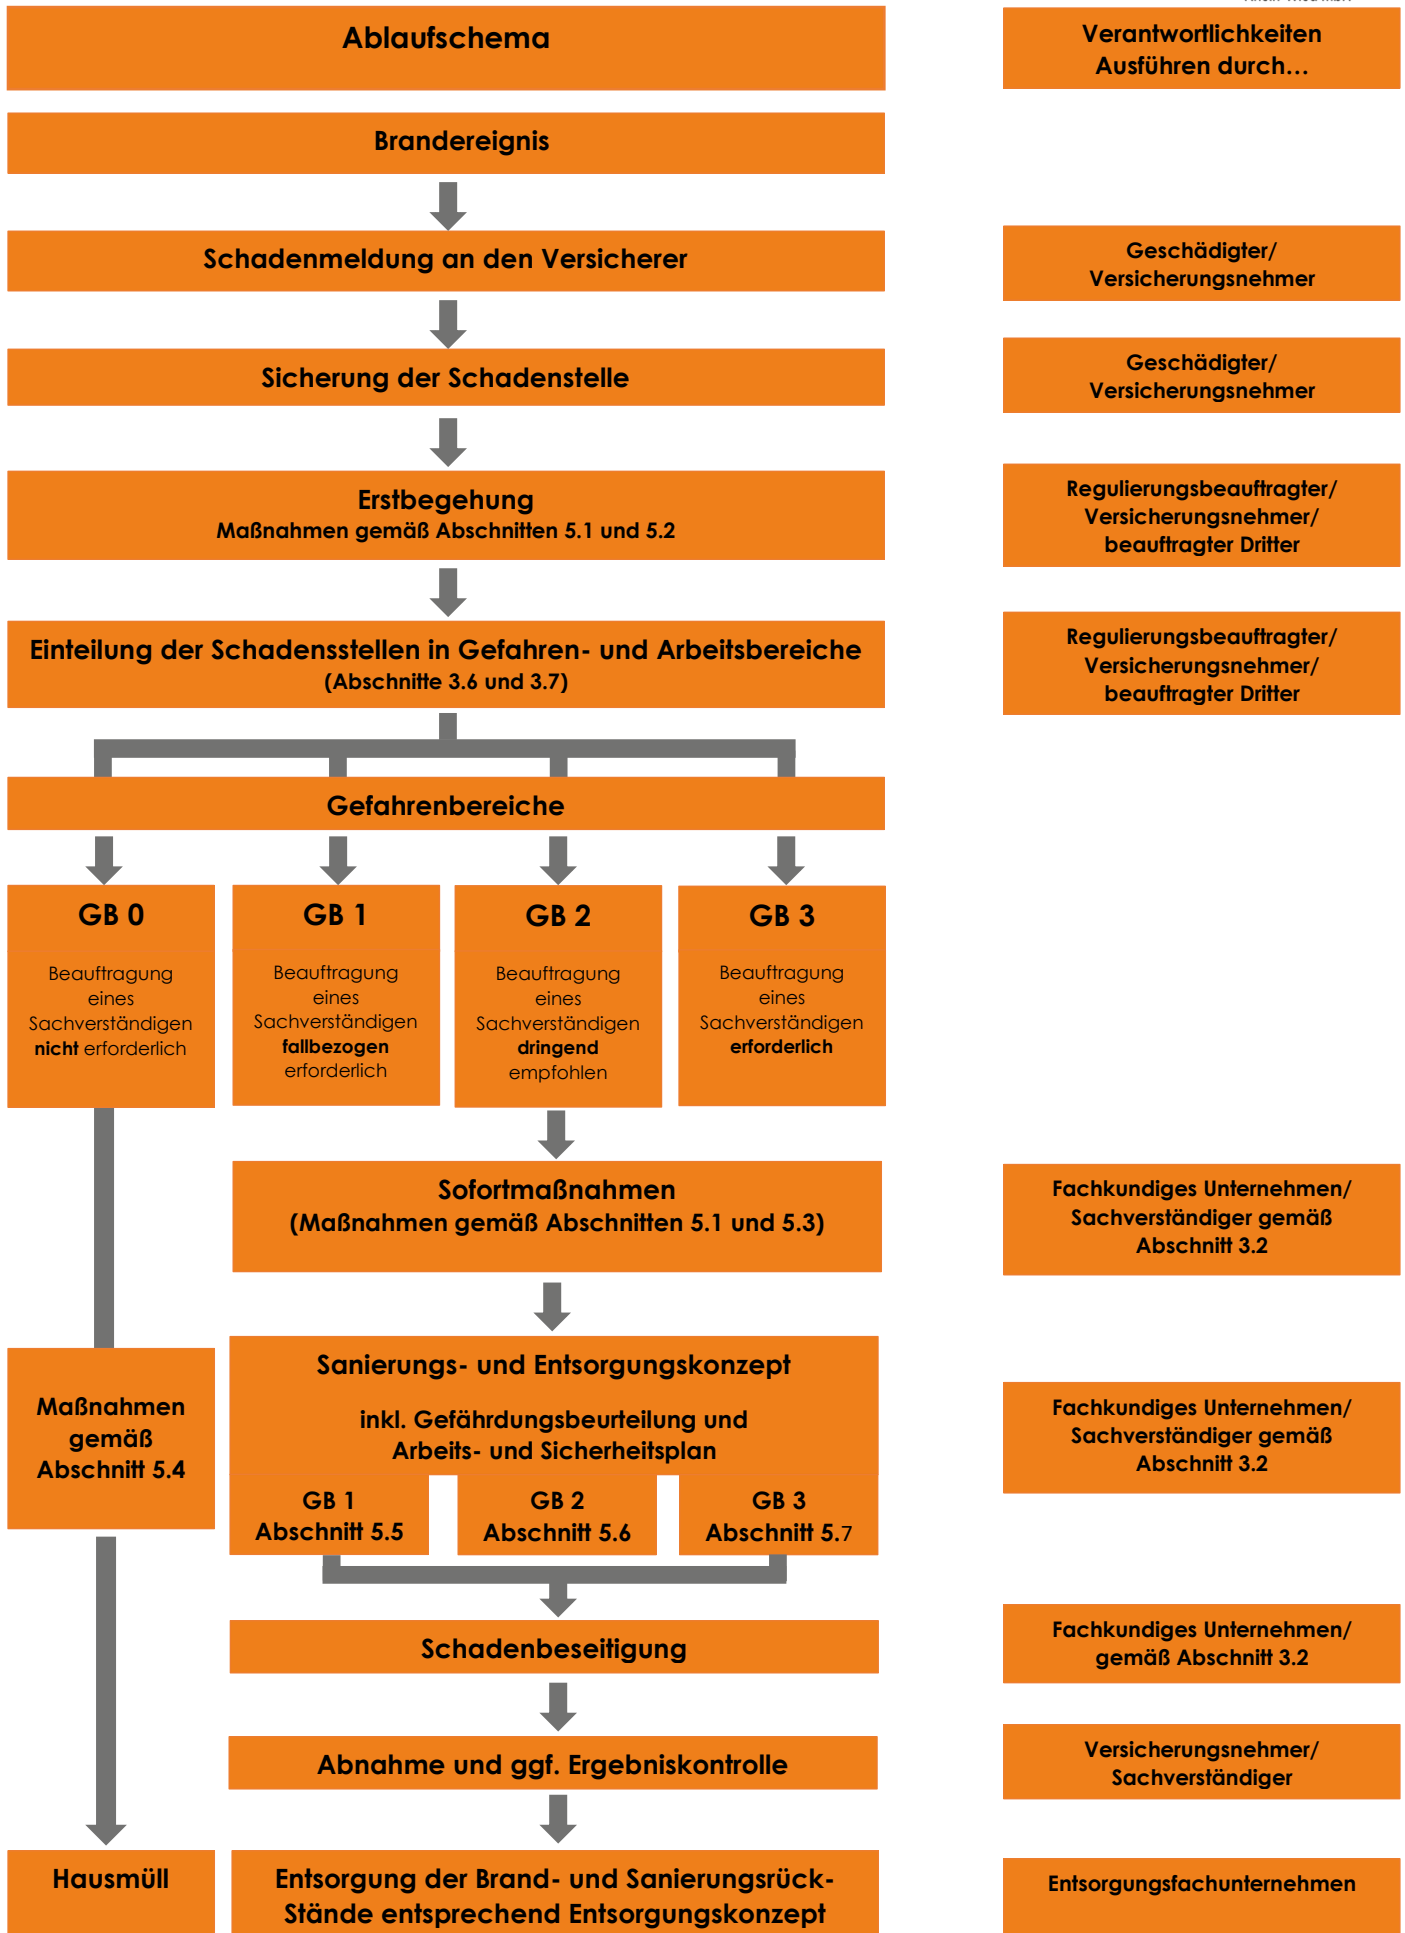 Ablaufschema
Verantwortlichkeiten
Ausführen durch...
Brandereignis
Schadenmeldung an den Versicherer
Geschädigter/
Versicherungsnehmer
Sicherung der Schadenstelle
Geschädigter/
Versicherungsnehmer
Erstbegehung
Maßnahmen gemäß Abschnitten 5.1 und 5.2
Regulierungsbeauftragter/
Versicherungsnehmer/
beauftragter Dritter
Einteilung der Schadensstellen in Gefahren- und Arbeitsbereiche
(Abschnitte 3.6 und 3.7)
Regulierungsbeauftragter/
Versicherungsnehmer/
beauftragter Dritter
Gefahrenbereiche
GB 0
Beauftragung
eines
Sachverständigen
nicht erforderlich
GB 1
Beauftragung
eines
Sachverständigen
fallbezogen
erforderlich
GB 2
Beauftragung
eines
Sachverständigen
dringend
empfohlen
GB 3
Beauftragung
eines
Sachverständigen
erforderlich
Sofortmaßnahmen
(Maßnahmen gemäß Abschnitten 5.1 und 5.3)
Fachkundiges Unternehmen/
Sachverständiger gemäß
Abschnitt 3.2
Maßnahmen
gemäß
Abschnitt 5.4
Sanierungs- und Entsorgungskonzept
inkl. Gefährdungsbeurteilung und
Arbeits- und Sicherheitsplan
Fachkundiges Unternehmen/
Sachverständiger gemäß
Abschnitt 3.2
GB 1
Abschnitt 5.5
GB 2
Abschnitt 5.6
GB 3
Abschnitt 5.7
Schadenbeseitigung
Fachkundiges Unternehmen/
gemäß Abschnitt 3.2
Abnahme und ggf. Ergebniskontrolle
Versicherungsnehmer/
Sachverständiger
Hausmüll
Entsorgung der Brand- und Sanierungsrück-
Stände entsprechend Entsorgungskonzept
Entsorgungsfachunternehmen